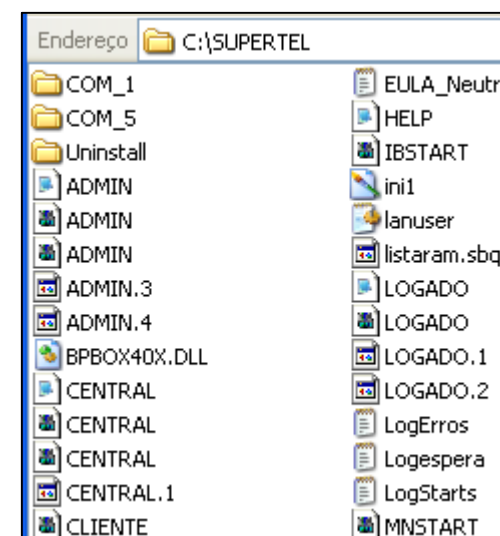 Endereço C:\SUPERTEL
COM_1
COM_5
Uninstall
ADMIN
ADMIN
ADMIN
ADMIN.3
ADMIN.4
BPBOX40X.DLL
CENTRAL
CENTRAL
CENTRAL
CENTRAL.1
CLIENTE
EULA_Neutr
HELP
IBSTART
ini1
lanuser
listaram.sbq
LOGADO
LOGADO
LOGADO.1
LOGADO.2
LogErros
Logespera
LogStarts
MNSTART